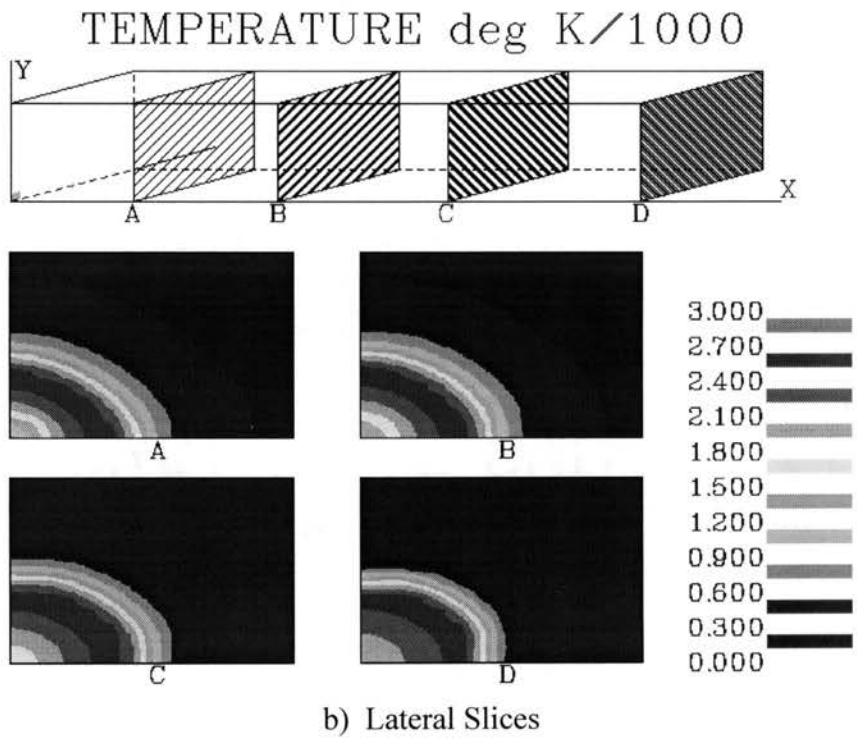 TEMPERATURE deg K/1000
Y
X
A
B
C
D
A
B
C
D
3.000
2.700
2.400
2.100
1.800
1.500
1.200
0.900
0.600
0.300
0.000
b) Lateral Slices